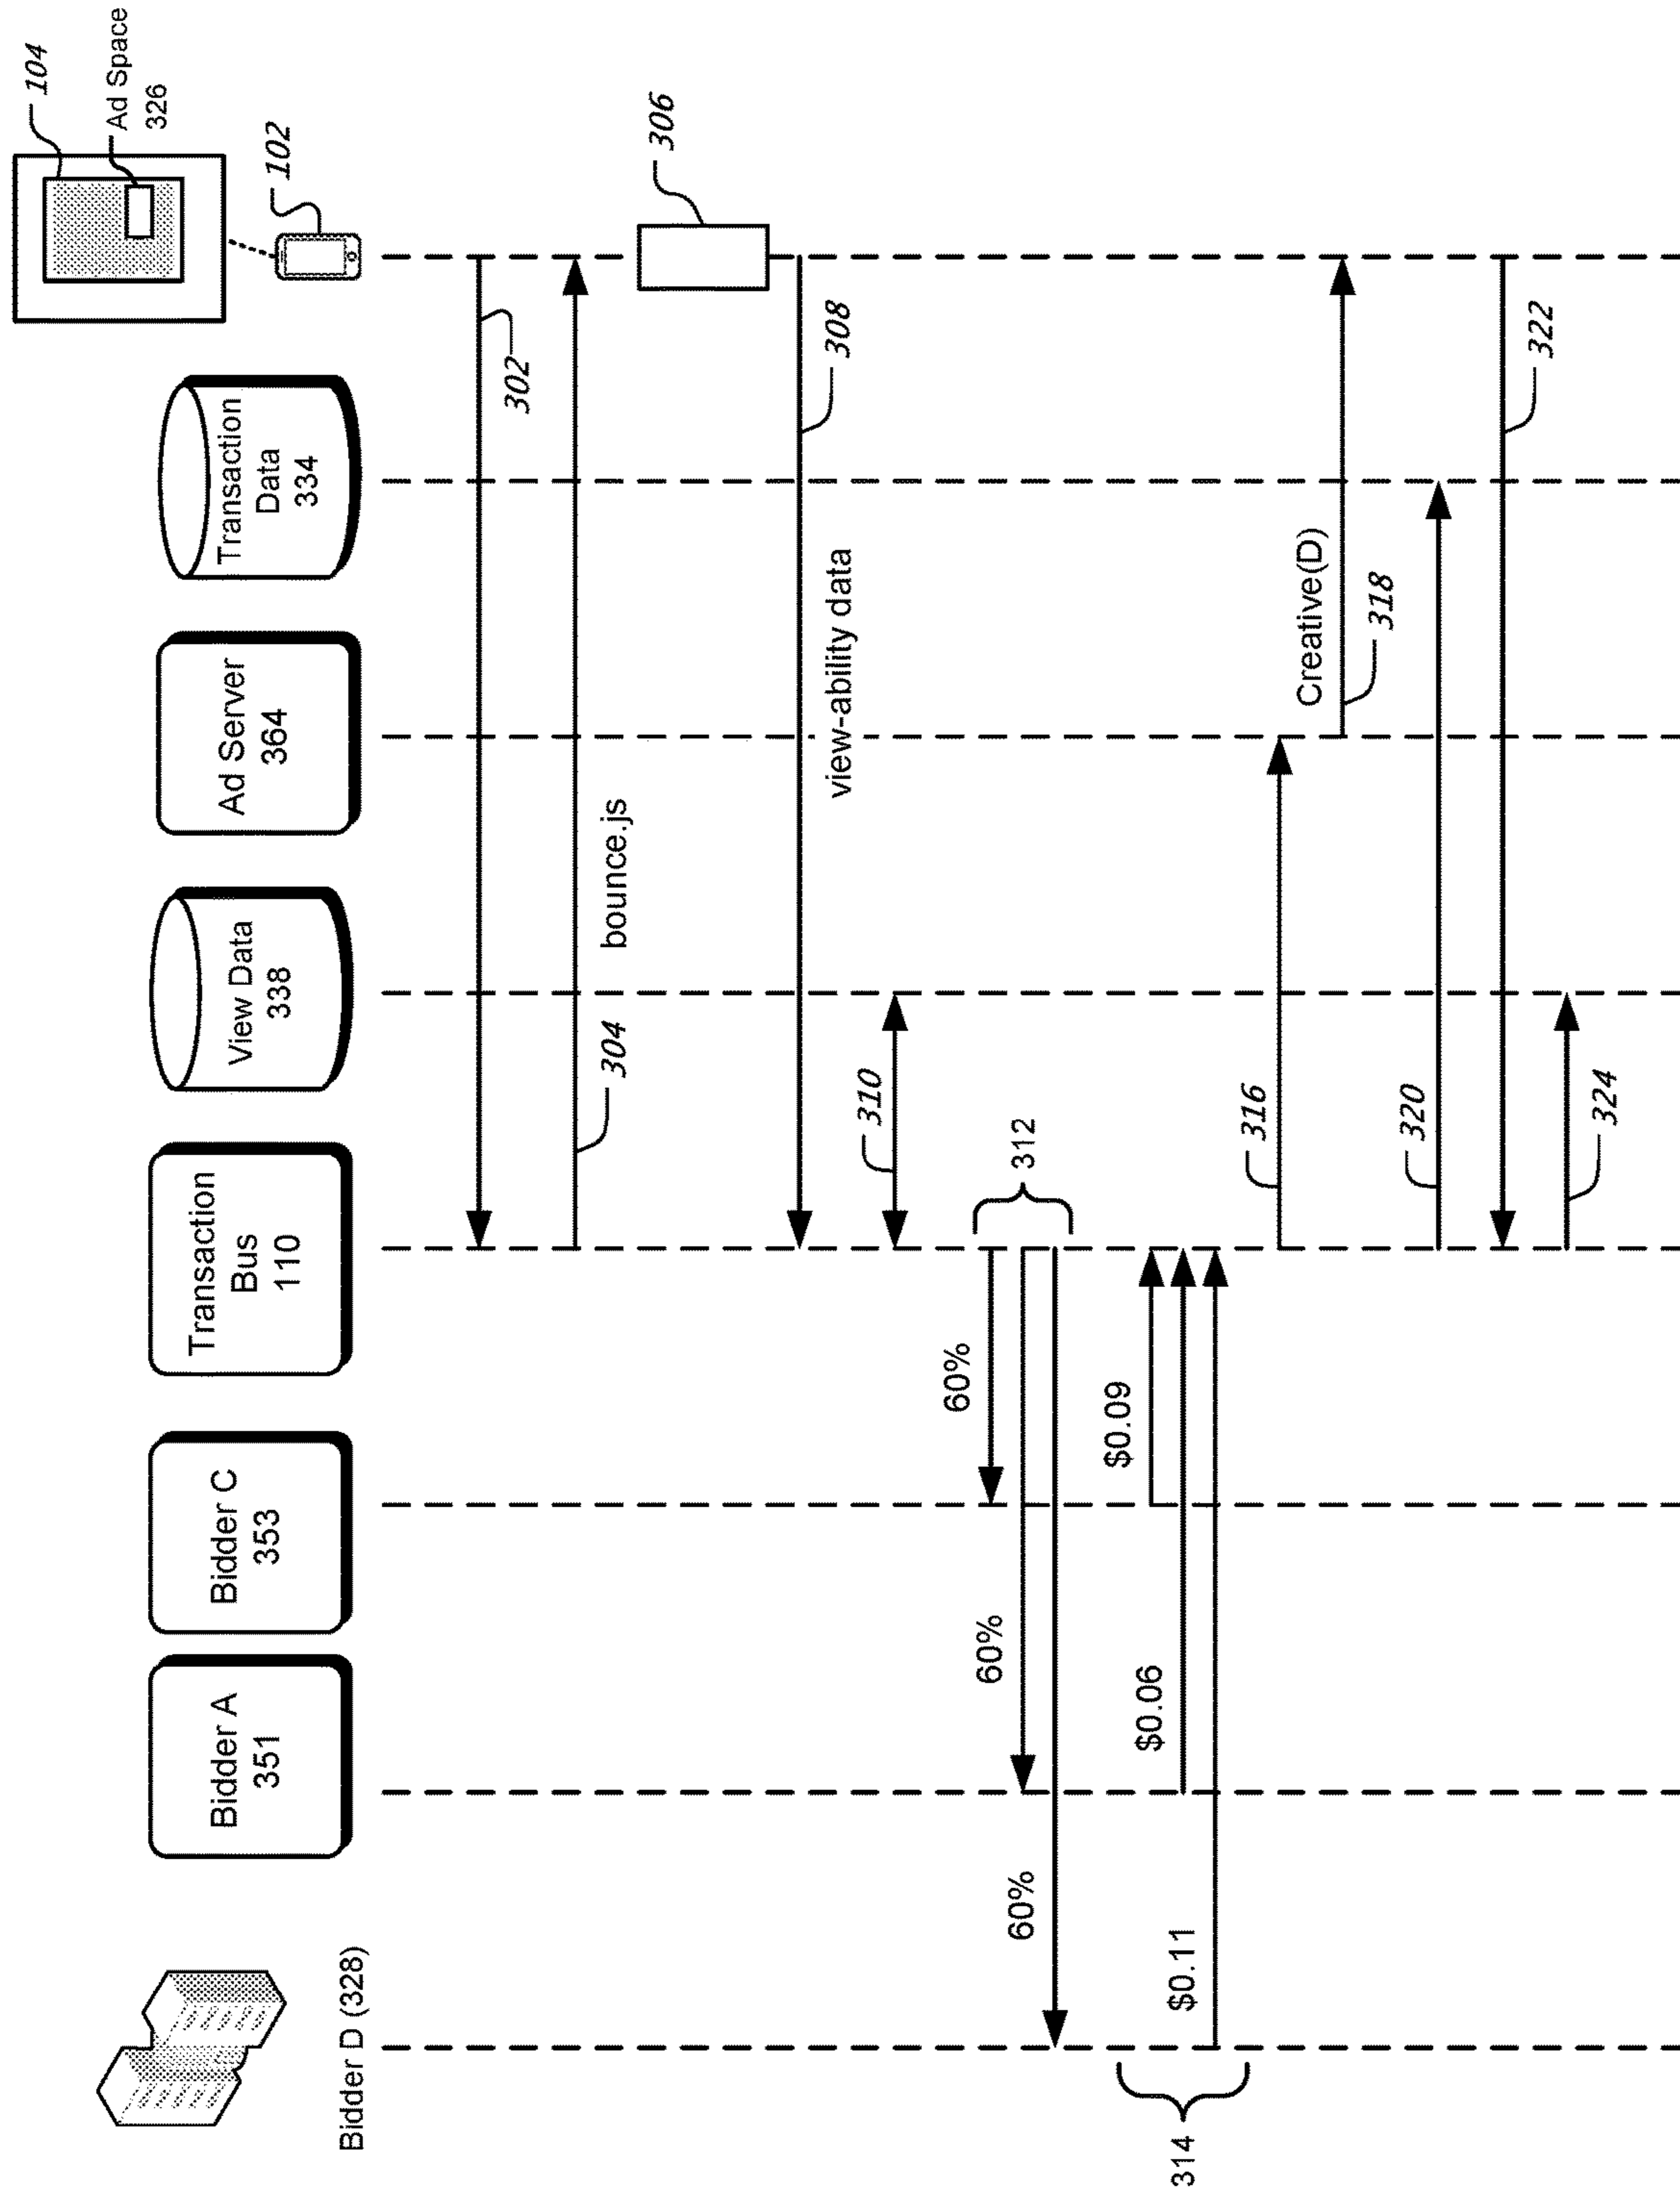 Bidder D (328)
Bidder A
351
Bidder C
353
Transaction
Bus
110
View Data
338
Ad Server
364
Transaction
Data
334
104
Ad Space
326
102
302
304
bounce.js
306
308
view-ability data
310
312
60%
60%
60%
314
$0.09
$0.06
$0.11
316
Creative(D)
318
320
322
324